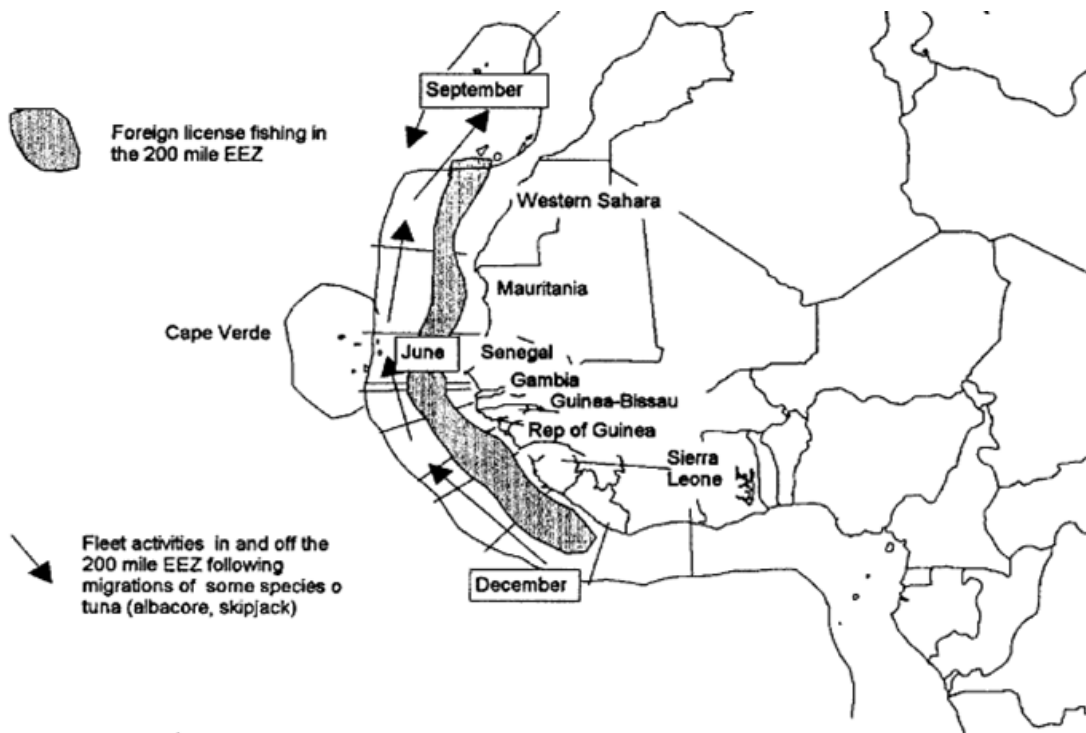 September
Foreign license fishing in
the 200 mile EEZ
Western Sahara
Mauritania
Cape Verde
June
Senegal
Gambia
Guinea-Bissau
Rep of Guinea
Sierra
Leone
Fleet activities in and off the
200 mile EEZ following
migrations of some species o
tuna (albacore, skipjack)
December